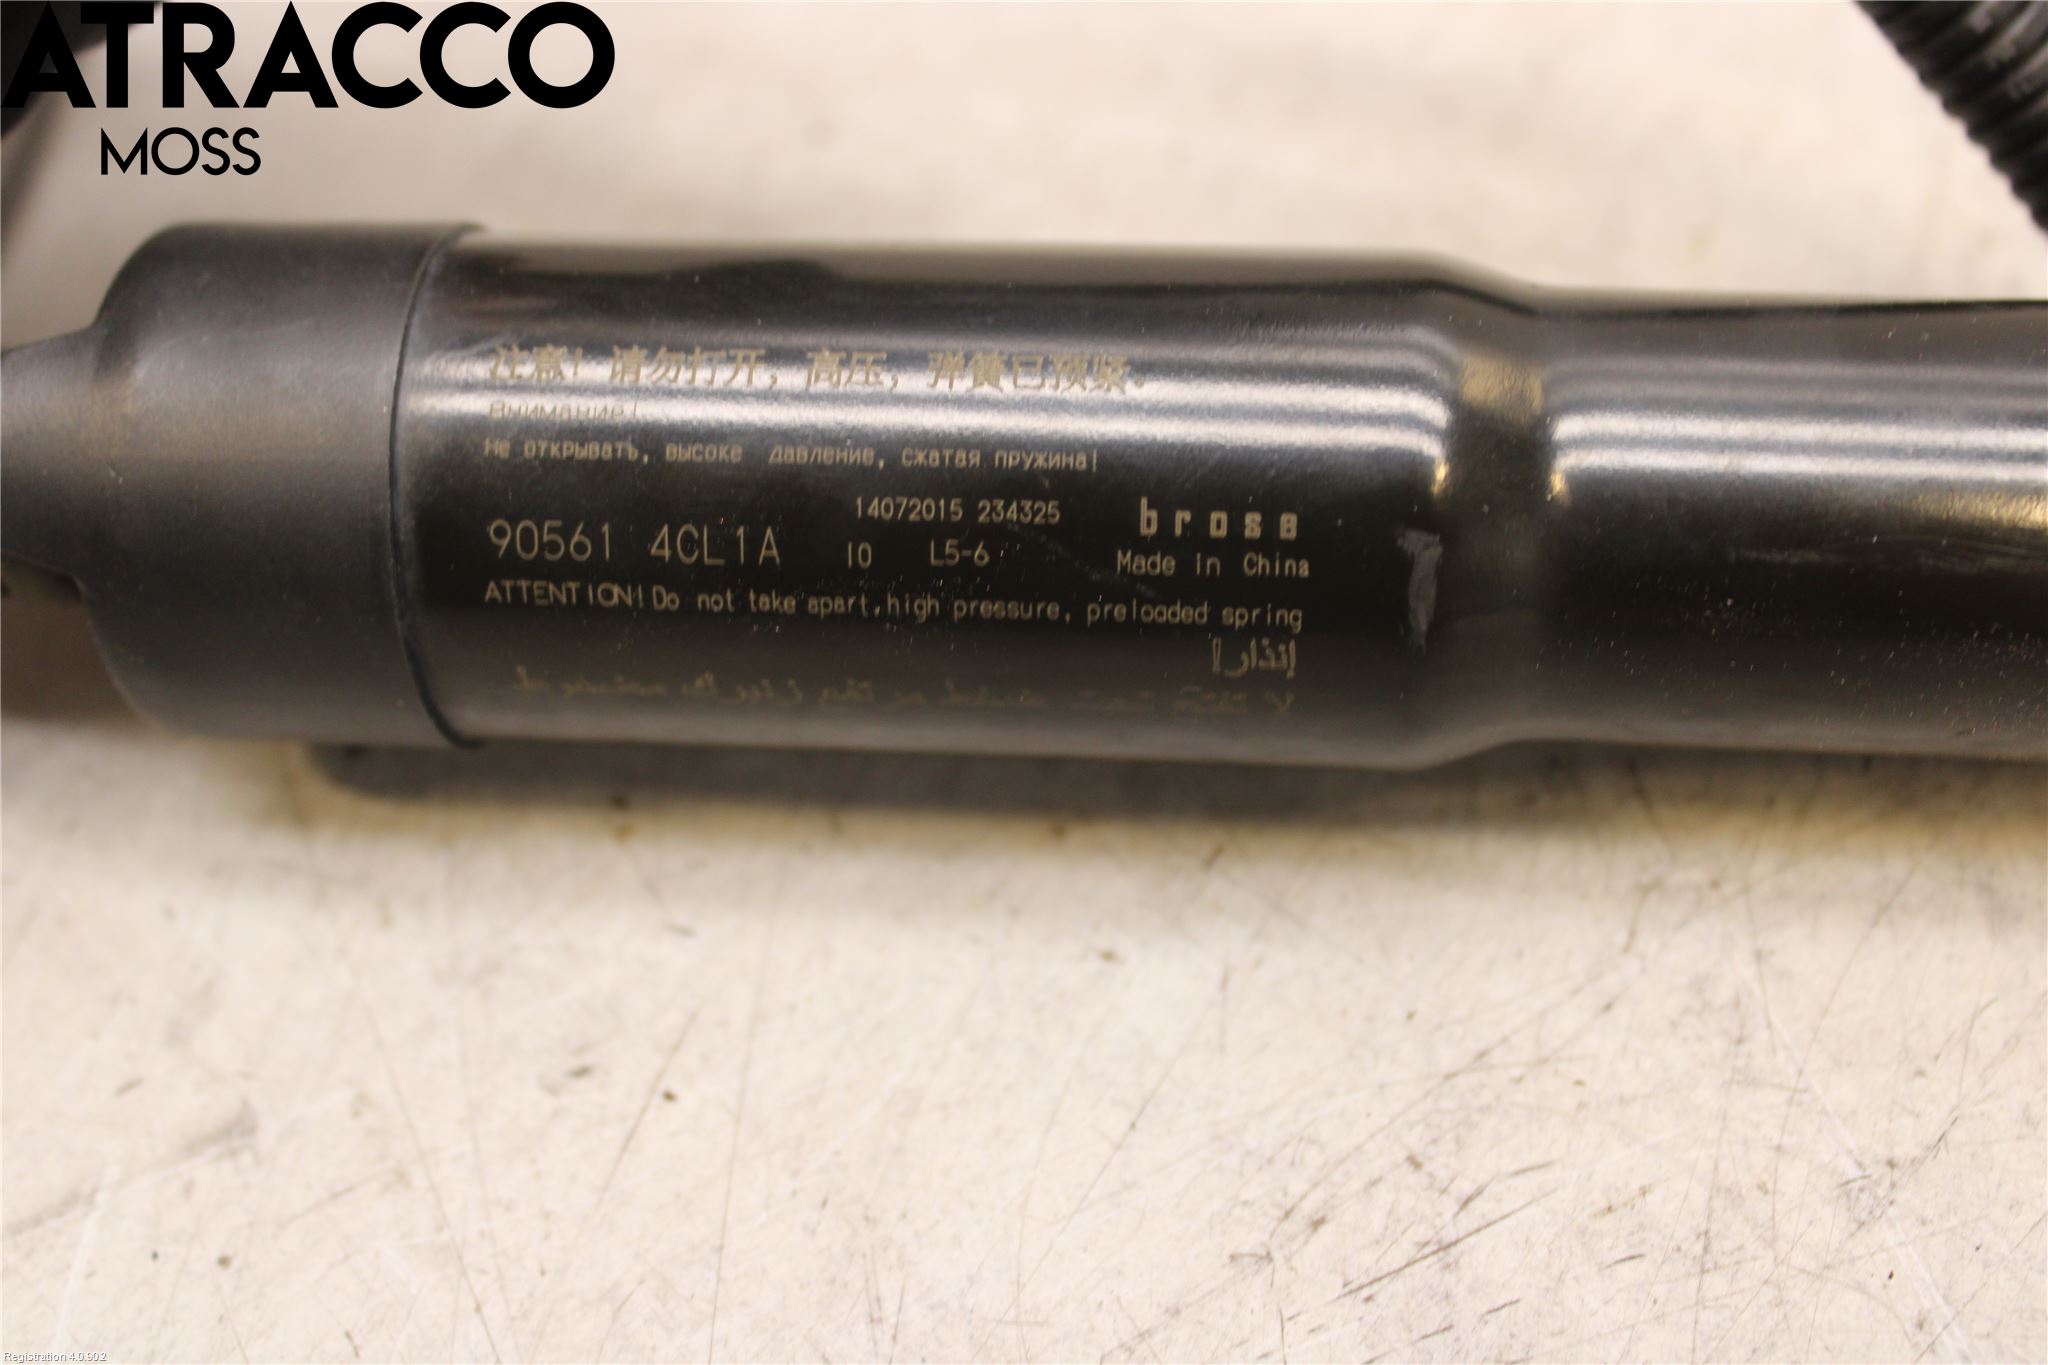 ATRACCO
MOSS
注意！请勿打开，高压，弹簧已预紧。
Внимание!
Не открывать, высоке давление, сжатая пружина!
14072015 234325
brose
90561 4CL1A IO L5-6
Made in China
ATTENTION! Do not take apart, high pressure, preloaded spring
إنذار!
Registration 4.0.902